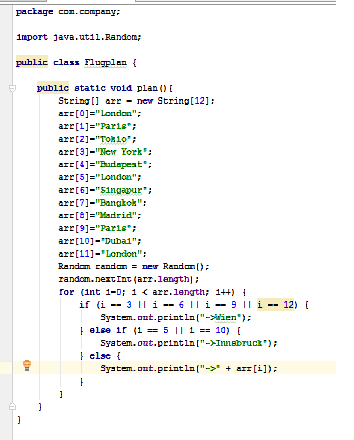 package com.company;
import java.util.Random;
public class Flugplan {
public static void plan(){
String[] arr = new String[12];
arr[0]="London";
arr[1]="Paris";
arr[2]="Tokio";
arr[3]="New York";
arr[4]="Budapest";
arr[5]="London";
arr[6]="Singapur";
arr[7]="Bangkok";
arr[8]="Madrid";
arr[9]="Paris";
arr[10]="Dubai";
arr[11]="London";
Random random = new Random();
random.nextInt(arr.length);
for (int i=0; i < arr.length; i++) {
if (i == 3 || i == 6 || i == 9 || i == 12) {
System.out.println("->Wien");
} else if (i == 5 || i == 10) {
System.out.println("->Innsbruck");
} else {
System.out.println("->" + arr[i]);
}
}
}
}